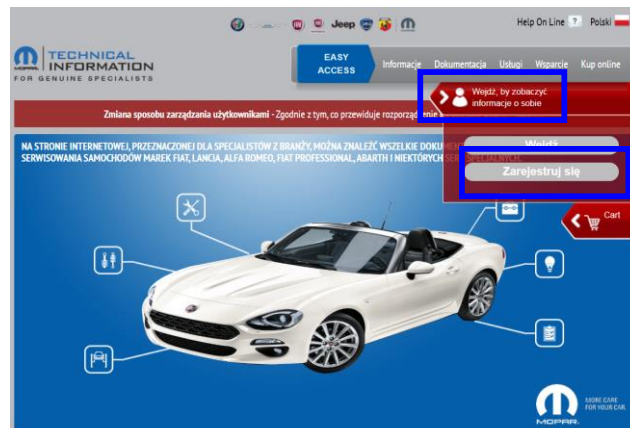 Jeep
Help On Line ? Polski
TECHNICAL
INFORMATION
MOPAR
FOR GENUINE SPECIALISTS
EASY
ACCESS
Informacje Dokumentacja Usługi Wsparcie Kup online
Wejdź, by zobaczyć
informacje o sobie
Zmiana sposobu zarządzania użytkownikami - Zgodnie z tym, co przewiduje rozporządzenie
NA STRONIE INTERNETOWEJ, PRZEZNACZONEJ DLA SPECJALISTÓW Z BRANŻY, MOŻNA ZNALEŹĆ WSZELKIE DOKUM
SERWISOWANIA SAMOCHODÓW MAREK FIAT, LANCIA, ALFA ROMEO, FIAT PROFESSIONAL, ABARTH I NIEKTÓRYCH
Wejdź
Zarejestruj się
Cart
MORE CARE
FOR YOUR CAR.
MOPAR.